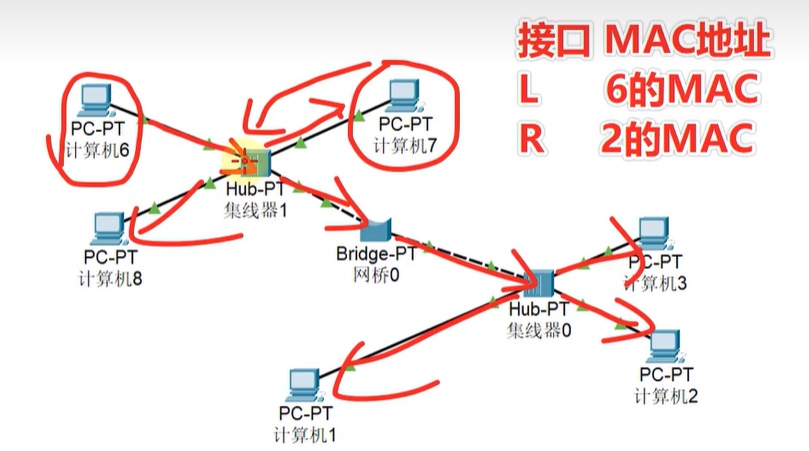 接口 MAC地址
L 6的MAC
R 2的MAC
PC-PT
计算机6
PC-PT
计算机7
Hub-PT
集线器1
PC-PT
计算机8
Bridge-PT
网桥0
PC-PT
计算机3
Hub-PT
集线器0
PC-PT
计算机2
PC-PT
计算机1